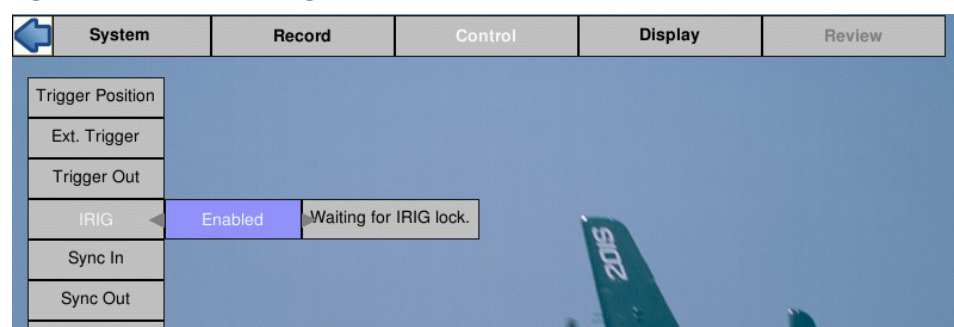 System Record Control Display Review
Trigger Position
Ext. Trigger
Trigger Out
IRIG Enabled Waiting for IRIG lock.
Sync In
Sync Out